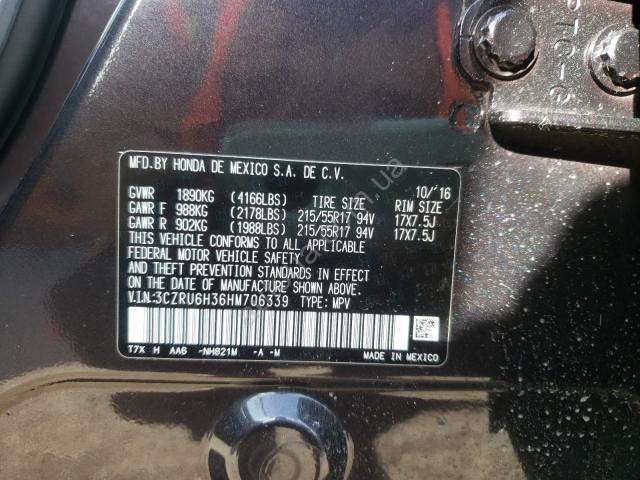 MFD.BY HONDA DE MEXICO S.A. DE C.V.
10/'16
GVWR 1890KG (4166LBS) TIRE SIZE RIM SIZE
GAWR F 988KG (2178LBS) 215/55R17 94V 17X7.5J
GAWR R 902KG (1988LBS) 215/55R17 94V 17X7.5J
THIS VEHICLE CONFORMS TO ALL APPLICABLE
FEDERAL MOTOR VEHICLE SAFETY
AND THEFT PREVENTION STANDARDS IN EFFECT
ON THE DATE OF
MANUFACTURE SHOWN ABOVE.
V.I.N:3CZRU6H36HM706339 TYPE: MPV
T7X H AA6 -NH821M -A -M
MADE IN MEXICO